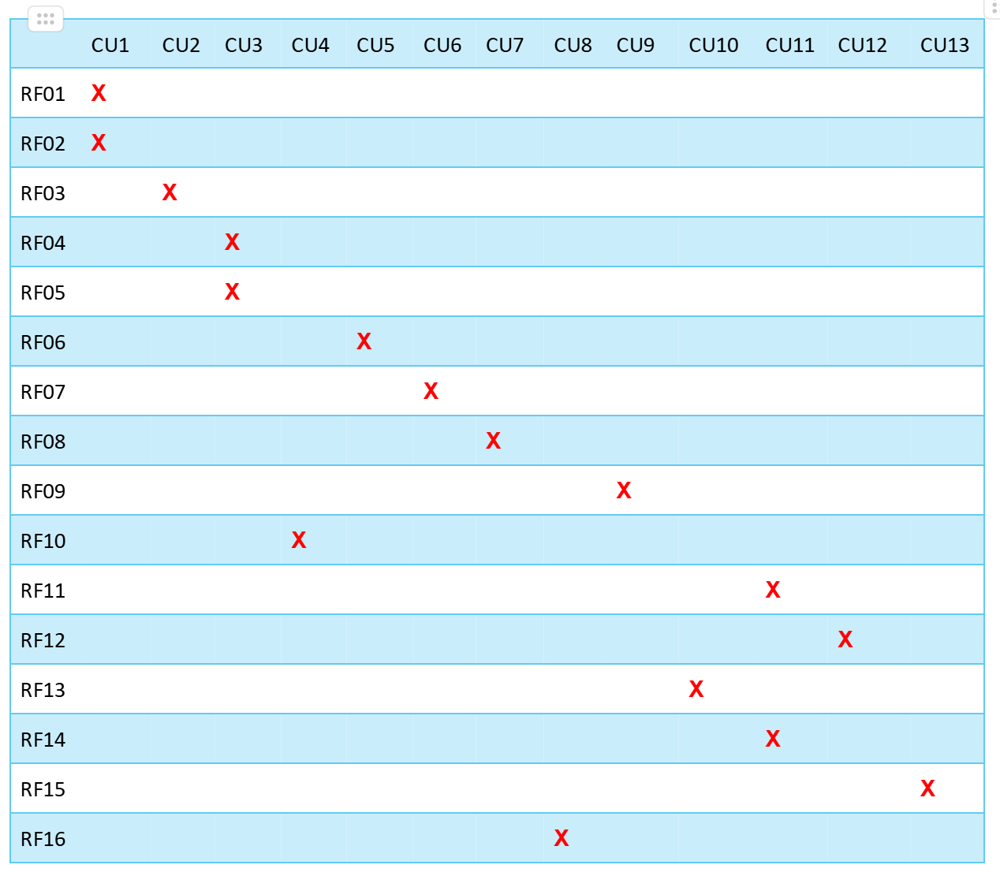 CU1 CU2 CU3 CU4 CU5 CU6 CU7 CU8 CU9 CU10 CU11 CU12 CU13
RF01 X
RF02 X
RF03 X
RF04 X
RF05 X
RF06 X
RF07 X
RF08 X
RF09 X
RF10 X
RF11 X
RF12 X
RF13 X
RF14 X
RF15 X
RF16 X